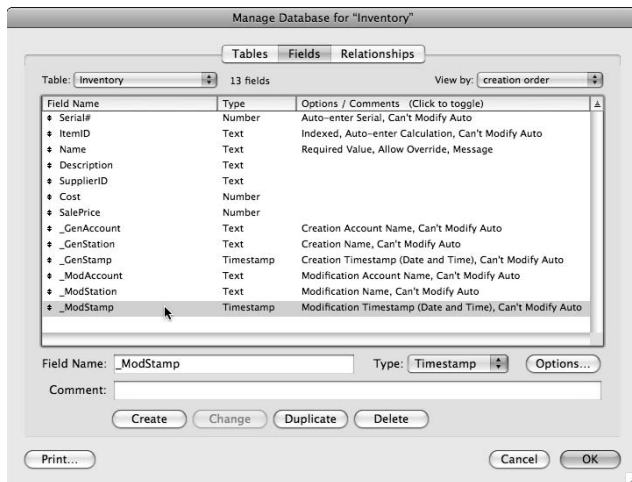 Manage Database for “Inventory”
Tables Fields Relationships
Table: Inventory 13 fields View by: creation order
Field Name Type Options / Comments (Click to toggle)
Serial# Number Auto-enter Serial, Can't Modify Auto
ItemID Text Indexed, Auto-enter Calculation, Can't Modify Auto
Name Text Required Value, Allow Override, Message
Description Text
SupplierID Text
Cost Number
SalePrice Number
_GenAccount Text Creation Account Name, Can't Modify Auto
_GenStation Text Creation Name, Can't Modify Auto
_GenStamp Timestamp Creation Timestamp (Date and Time), Can't Modify Auto
_ModAccount Text Modification Account Name, Can't Modify Auto
_ModStation Text Modification Name, Can't Modify Auto
_ModStamp Timestamp Modification Timestamp (Date and Time), Can't Modify Auto
Field Name: _ModStamp Type: Timestamp Options...
Comment:
Create Change Duplicate Delete
Print... Cancel OK